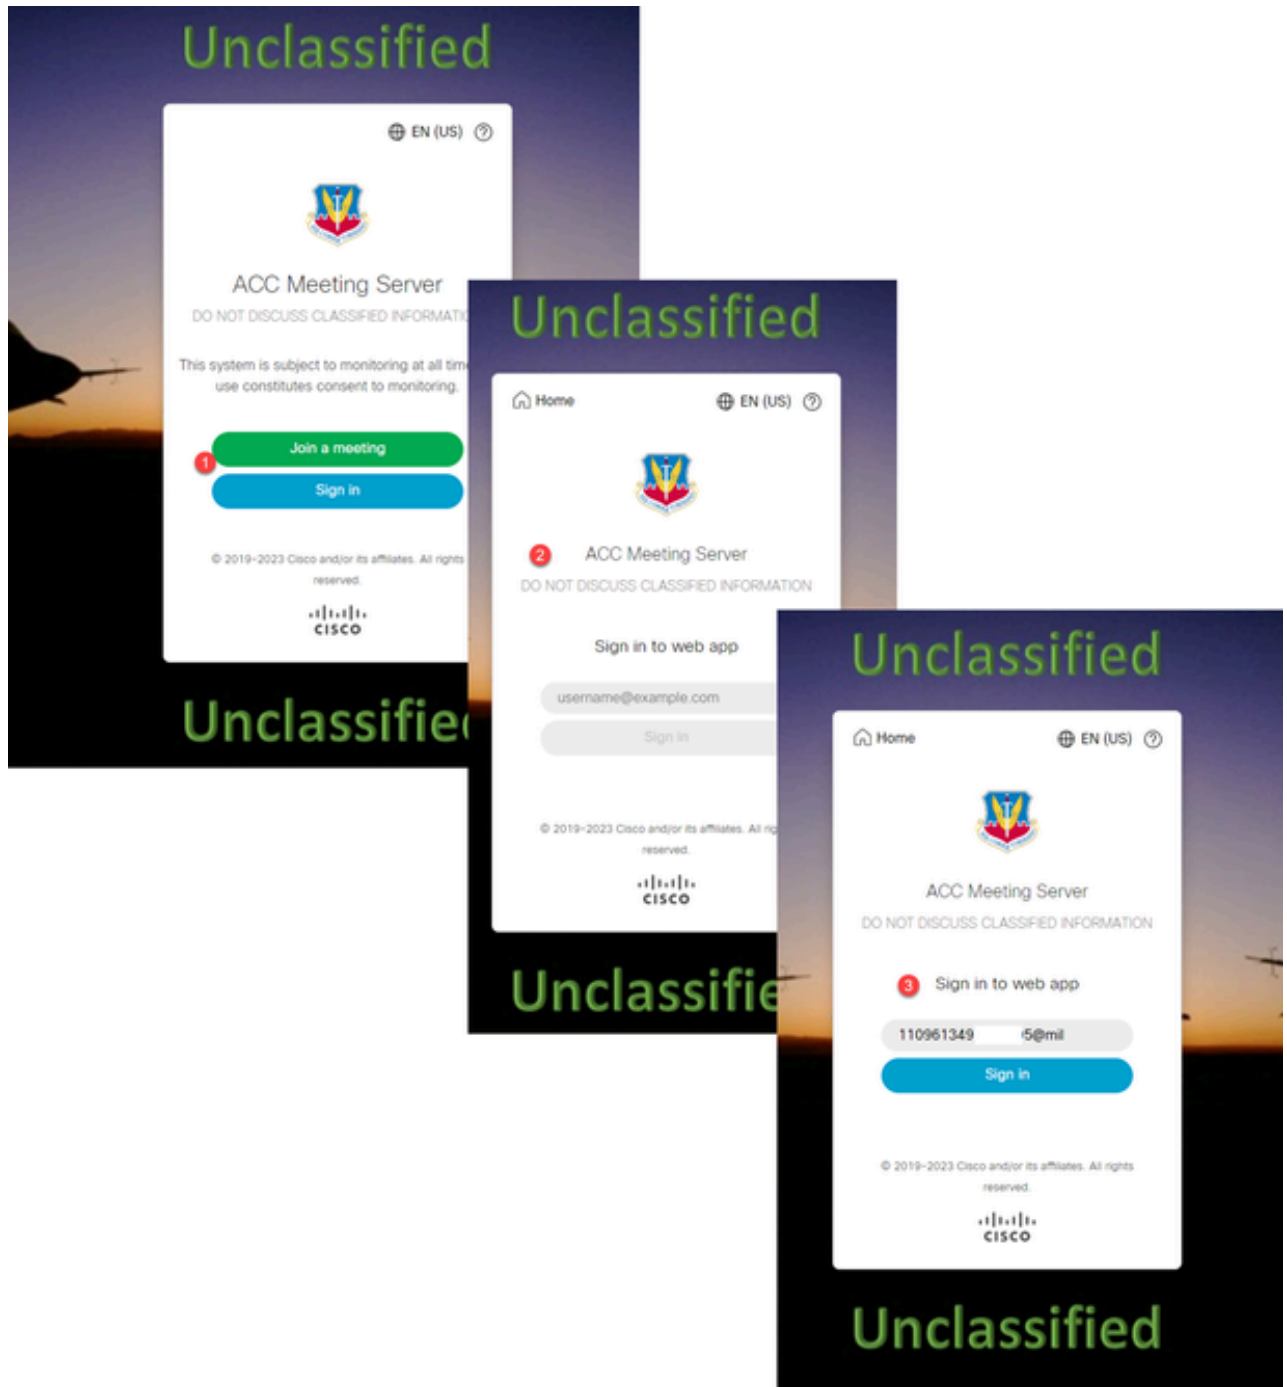 Unclassified
EN (US)
ACC Meeting Server
DO NOT DISCUSS CLASSIFIED
This system is subject to monitoring at all
use constitutes consent to monitoring.
1
Join a meeting
Sign in
© 2019-2023 Cisco and/or its affiliates. All rights
reserved.
CISCO
Unclassified
Home
EN (US)
2
ACC Meeting Server
DO NOT DISCUSS CLASSIFIED INFORMATION
Sign in to web app
username@example.com
Sign in
© 2019-2023 Cisco and/or its affiliates. All
reserved.
CISCO
Unclassified
Home
EN (US)
ACC Meeting Server
DO NOT DISCUSS CLASSIFIED INFORMATION
3
Sign in to web app
110961349 5@mil
Sign in
© 2019-2023 Cisco and/or its affiliates. All rights
reserved.
CISCO
Unclassified